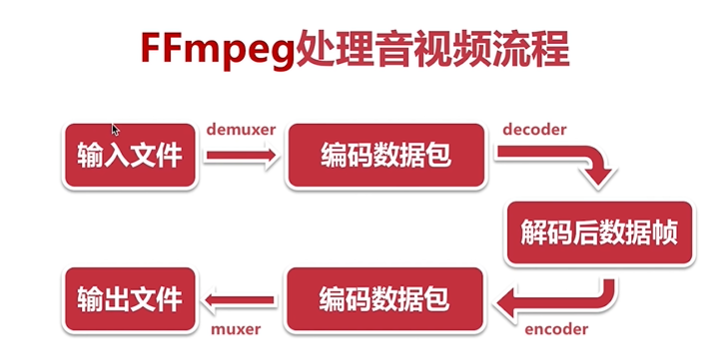 FFmpeg处理音视频流程
demuxer
decoder
输入文件
编码数据包
解码后数据帧
输出文件
编码数据包
muxer
encoder